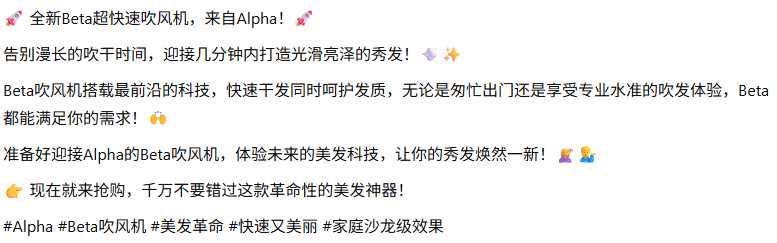 🚀 全新Beta超快速吹风机，来自Alpha！🚀
告别漫长的吹干时间，迎接几分钟内打造光滑亮泽的秀发！💨✨
Beta吹风机搭载最前沿的科技，快速干发同时呵护发质，无论是匆忙出门还是享受专业水准的吹发体验，Beta
都能满足你的需求！🙌
准备好迎接Alpha的Beta吹风机，体验未来的美发科技，让你的秀发焕然一新！💇‍♀️💁‍♂️
👉 现在就来抢购，千万不要错过这款革命性的美发神器！
#Alpha #Beta吹风机 #美发革命 #快速又美丽 #家庭沙龙级效果